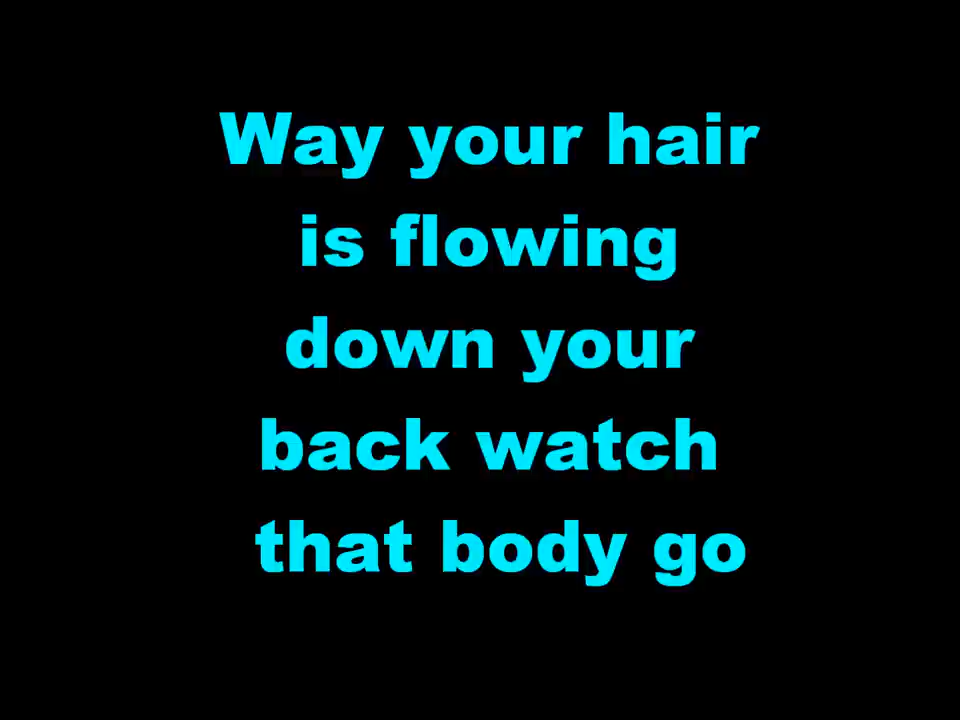 Way your hair
is flowing
down your
back watch
that body go